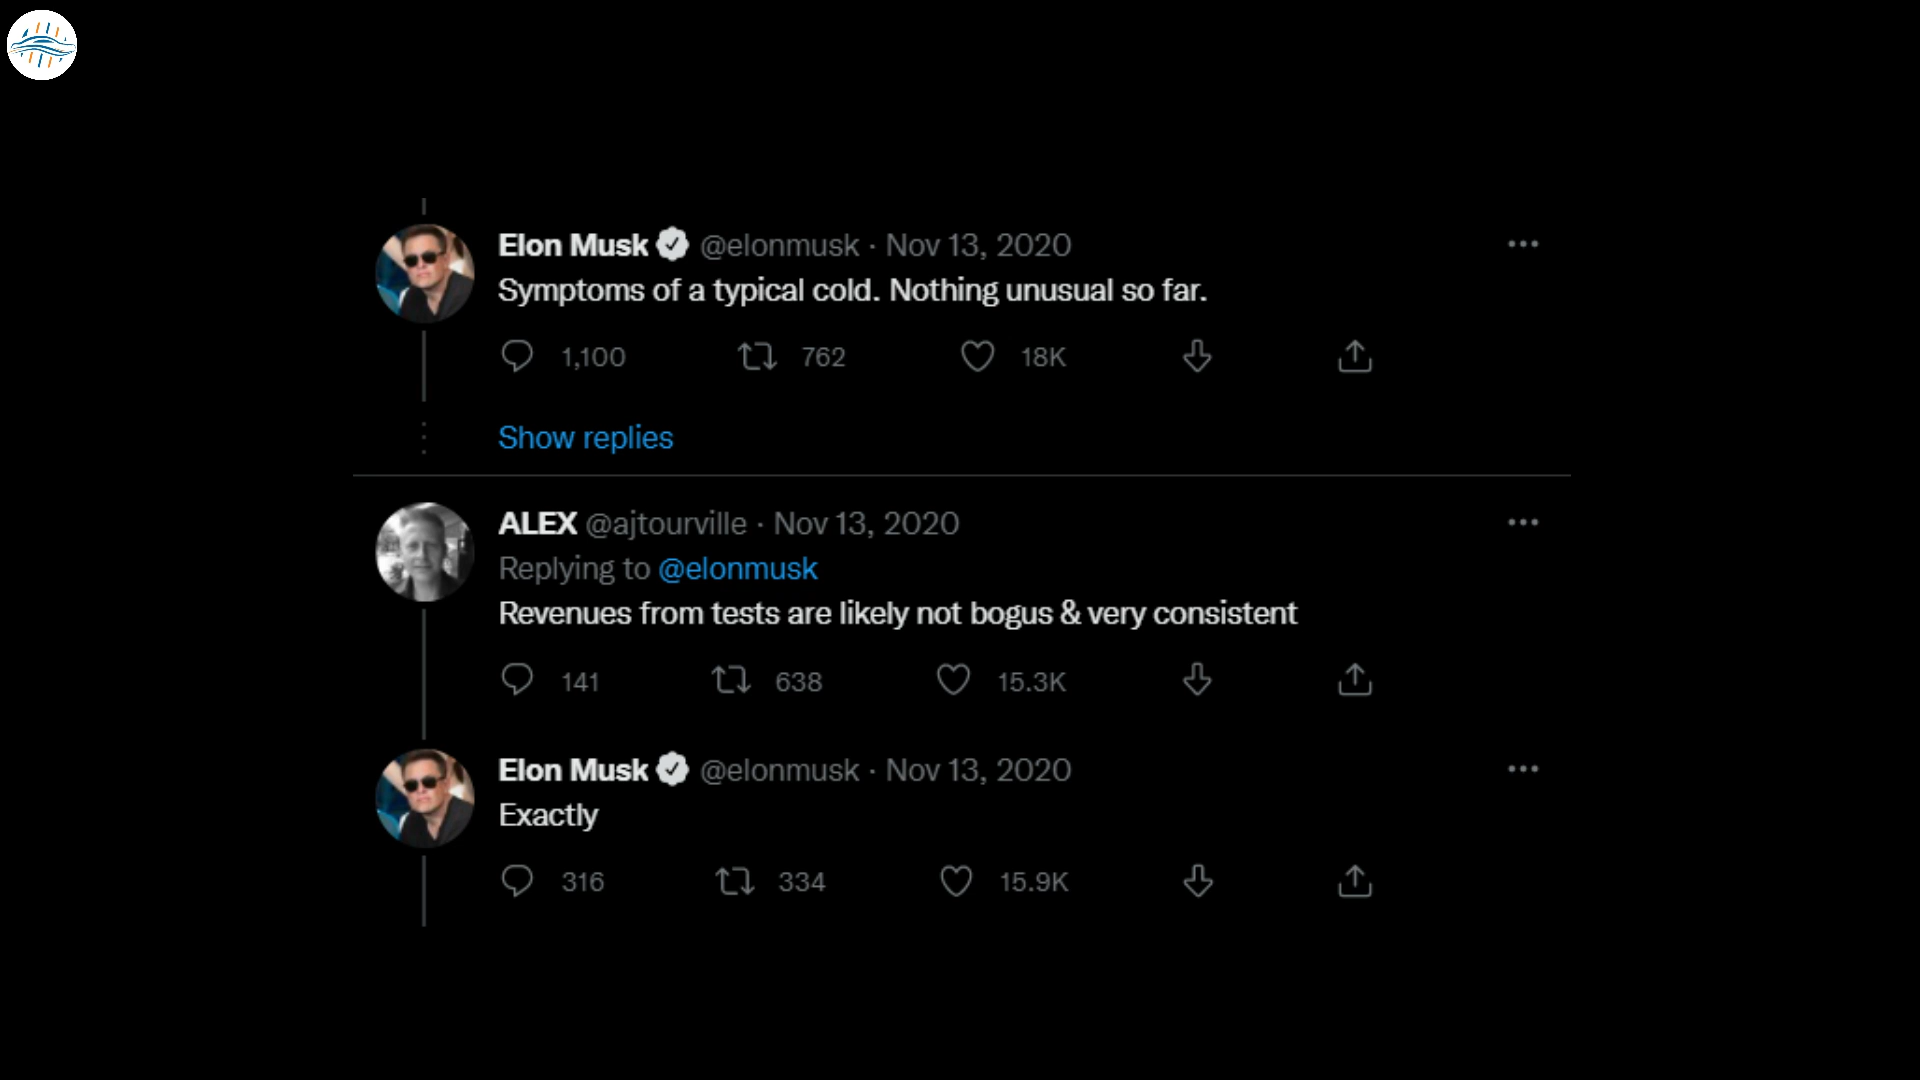 Elon Musk @elonmusk · Nov 13, 2020
Symptoms of a typical cold. Nothing unusual so far.
1,100 762 18K
Show replies
ALEX @ajtourville · Nov 13, 2020
Replying to @elonmusk
Revenues from tests are likely not bogus & very consistent
141 638 15.3K
Elon Musk @elonmusk · Nov 13, 2020
Exactly
316 334 15.9K